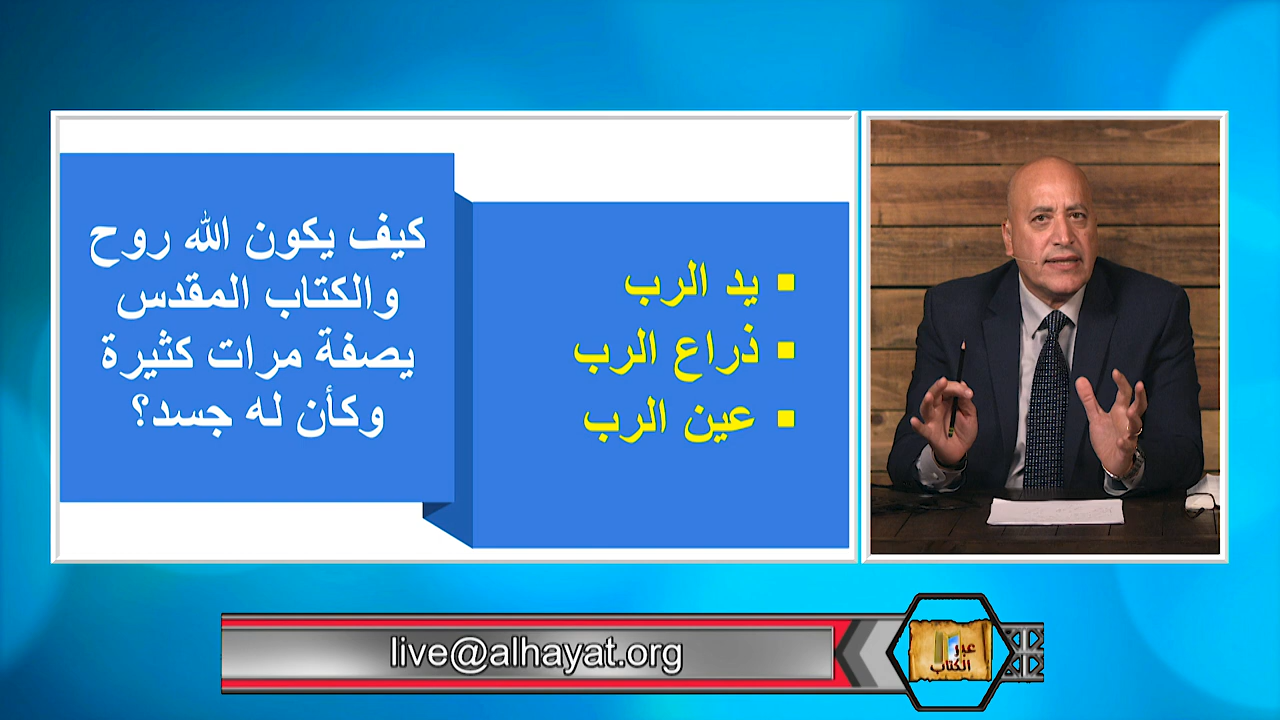 كيف يكون الله روح
والكتاب المقدس
يصفة مرات كثيرة
وكأن له جسد؟
▪ يد الرب
▪ ذراع الرب
▪ عين الرب
live@alhayat.org
عبر
الكتاب